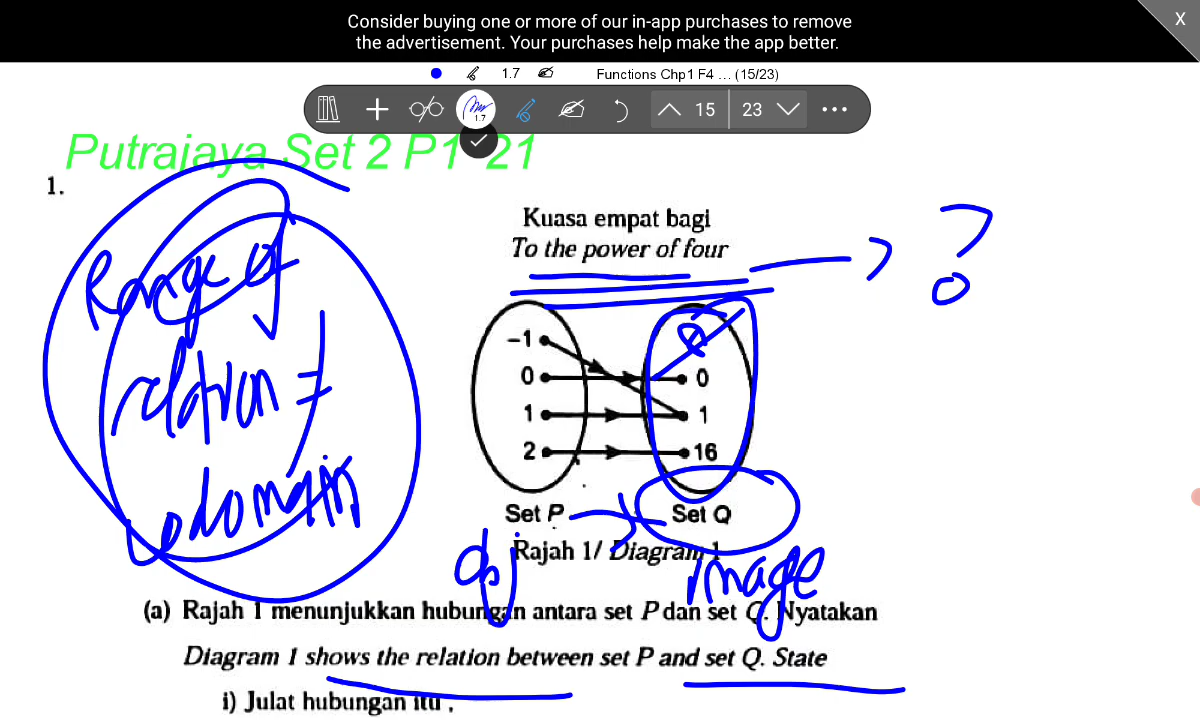 Consider buying one or more of our in-app purchases to remove
the advertisement. Your purchases help make the app better.
X
1.7 Functions Chp1 F4 ... (15/23)
1.7 15 23
Putrajaya Set 2 P1 21
1.
Kuasa empat bagi
To the power of four
?
Range of
relation ≠
codomain
-1
0 0
1 1
2 16
Set P Set Q
Rajah 1/ Diagram 1
obj image
(a) Rajah 1 menunjukkan hubungan antara set P dan set Q. Nyatakan
Diagram 1 shows the relation between set P and set Q. State
i) Julat hubungan itu .